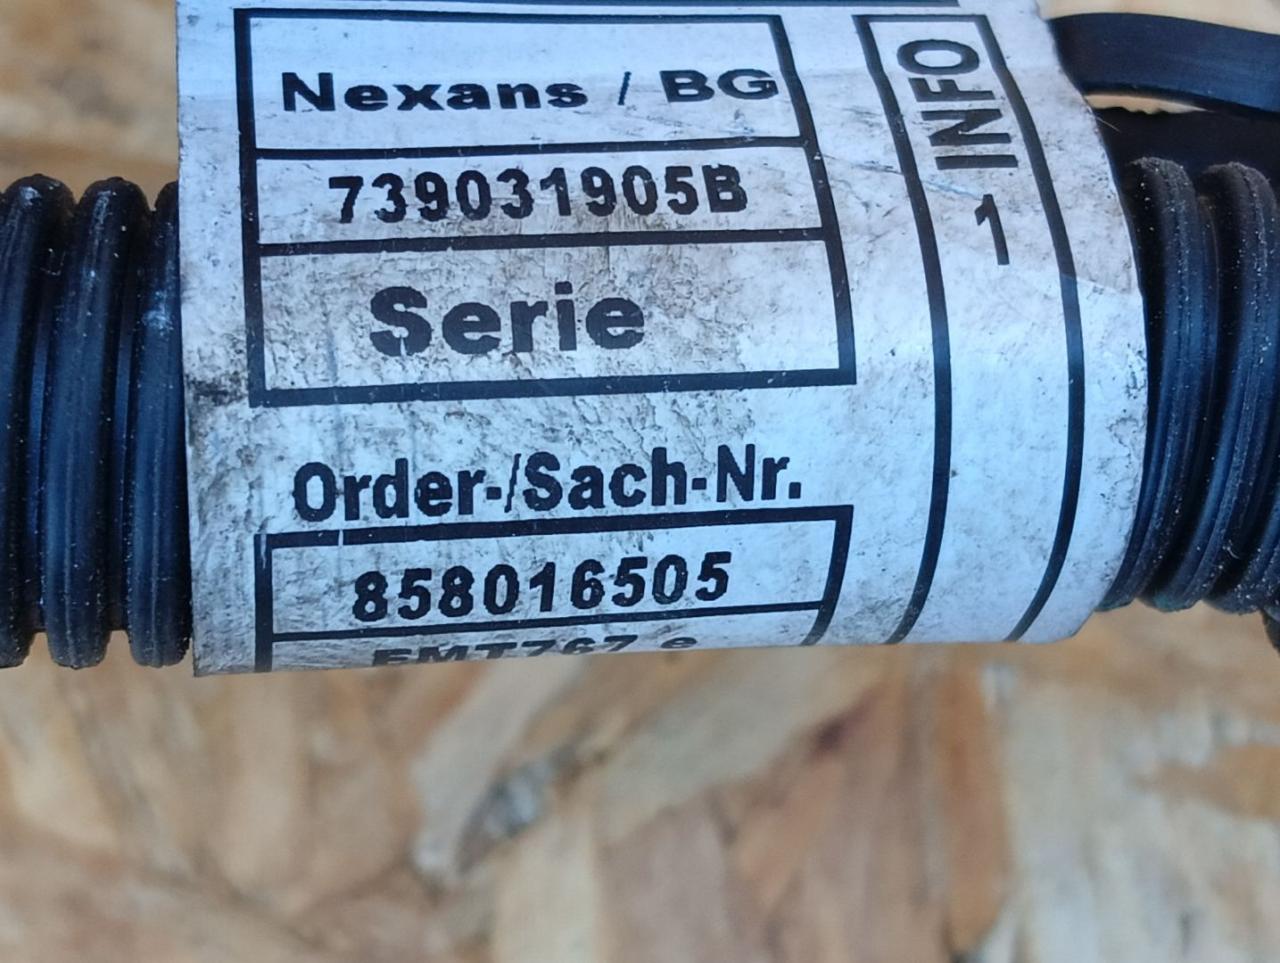 Nexans / BG
739031905B
Serie
Order-/Sach-Nr.
858016505
1 INFO